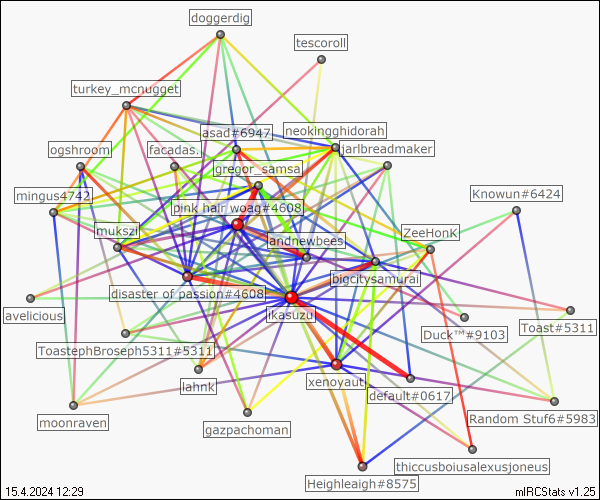 doggerdig
tescoroll
turkey_mcnugget
asad#6947
neokingghidorah
ogshroom
facadas.
jarlbreadmaker
gregor_samsa
mingus4742
Knowun#6424
pink hair woag#4608
mukszi
landnewbees
ZeeHonK
bigcitysamurai
disaster of passion#4608
avelicious
ikasuzu
Toast#5311
Duck™#9103
ToastephBroseph5311#5311
lahnk
xenoyaut
default#0617
moonraven
gazpachoman
Random Stuf6#5983
thiccusboiusalexusjoneus
Heighleaigh#8575
15.4.2024 12:29
mIRCStats v1.25